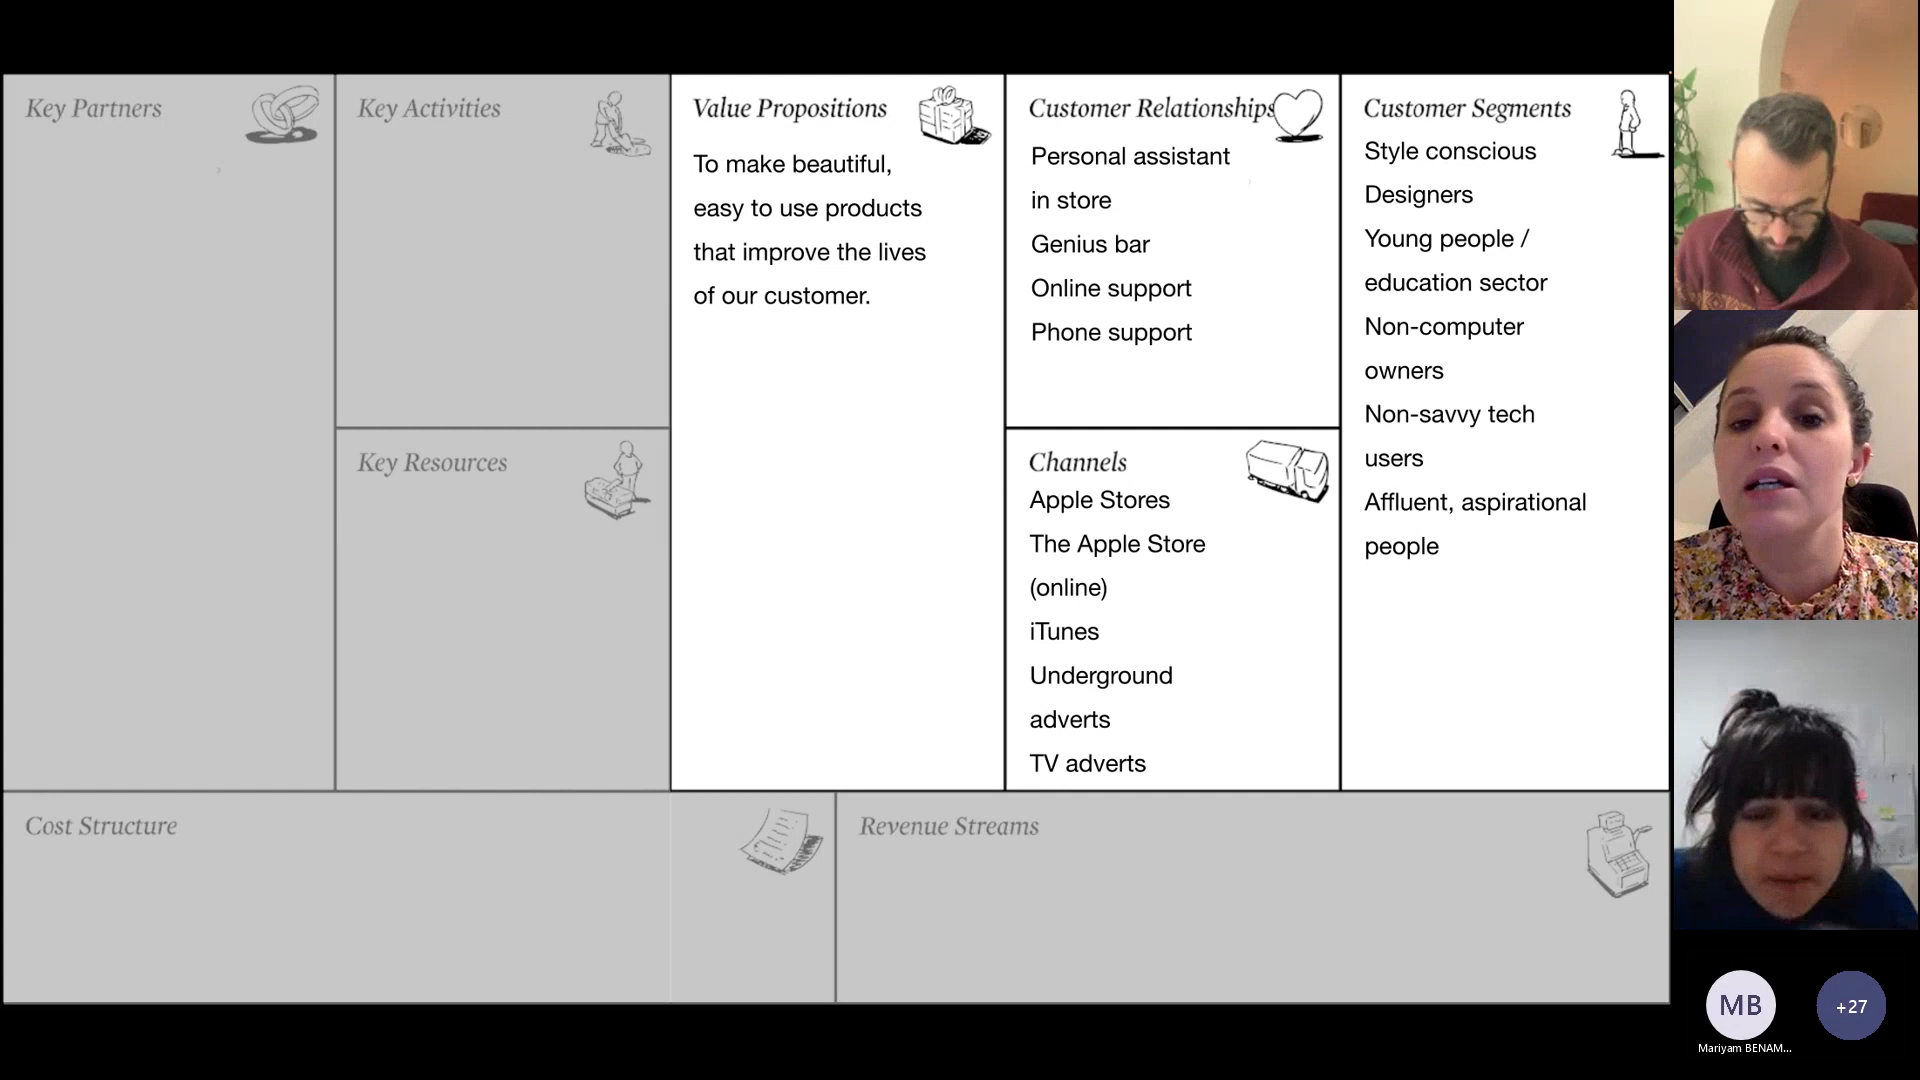 Key Partners
Key Activities
Key Resources
Value Propositions
To make beautiful,
easy to use products
that improve the lives
of our customer.
Customer Relationships
Personal assistant
in store
Genius bar
Online support
Phone support
Channels
Apple Stores
The Apple Store
(online)
iTunes
Underground
adverts
TV adverts
Customer Segments
Style conscious
Designers
Young people /
education sector
Non-computer
owners
Non-savvy tech
users
Affluent, aspirational
people
Cost Structure
Revenue Streams
MB
+27
Mariyam BENAM...